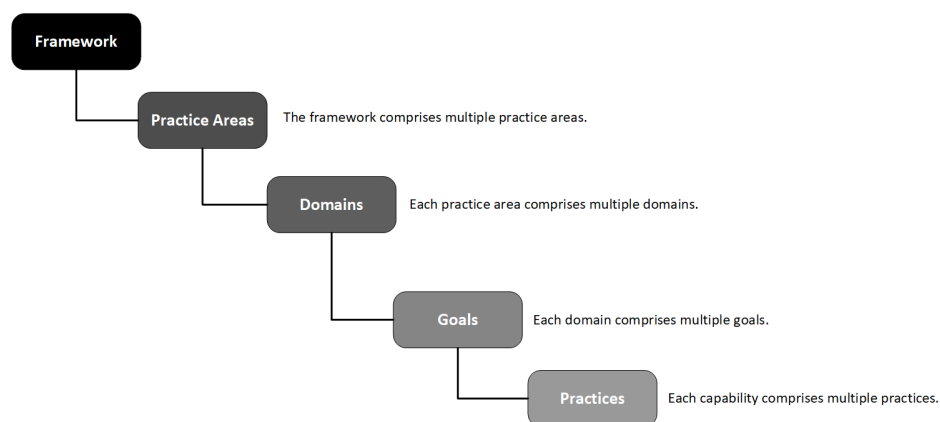 Framework
Practice Areas
The framework comprises multiple practice areas.
Domains
Each practice area comprises multiple domains.
Goals
Each domain comprises multiple goals.
Practices
Each capability comprises multiple practices.